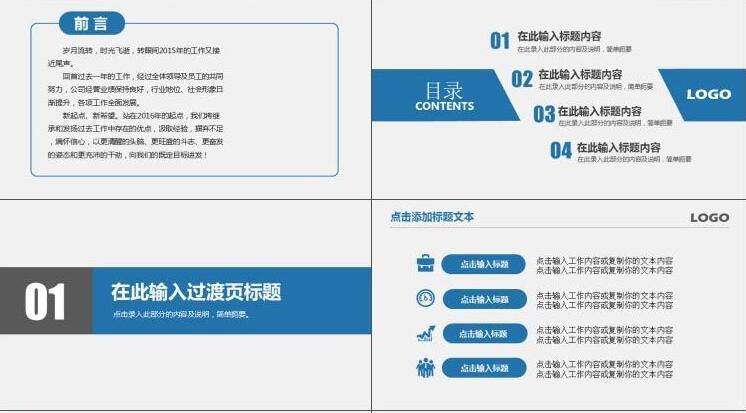 前言
岁月流转，时光飞逝，转瞬间2015年的工作又接
近尾声。
回首过去一年的工作，经过全体领导及员工的共同
努力，公司经营业绩保持良好，行业地位、社会形象日
渐提升，各项工作全面发展。
新起点、新希望。站在2016年的起点，我们将继
承和发扬过去工作中存在的优点，汲取经验，摒弃不足
，满怀信心，以更清醒的头脑、更旺盛的斗志、更奋发
的姿态和更充沛的干劲，向我们的既定目标进发！
目录
CONTENTS
01 在此输入标题内容
在此录入此部分的内容及说明，简单扼要
02 在此输入标题内容
在此录入此部分的内容及说明，简单扼要
03 在此输入标题内容
在此录入此部分的内容及说明，简单扼要
04 在此输入标题内容
在此录入此部分的内容及说明，简单扼要
LOGO
01
在此输入过渡页标题
点击录入此部分的内容及说明，简单扼要。
点击添加标题文本
LOGO
点击输入标题
点击输入工作内容或复制你的文本内容
点击输入工作内容或复制你的文本内容
点击输入标题
点击输入工作内容或复制你的文本内容
点击输入工作内容或复制你的文本内容
点击输入标题
点击输入工作内容或复制你的文本内容
点击输入工作内容或复制你的文本内容
点击输入标题
点击输入工作内容或复制你的文本内容
点击输入工作内容或复制你的文本内容